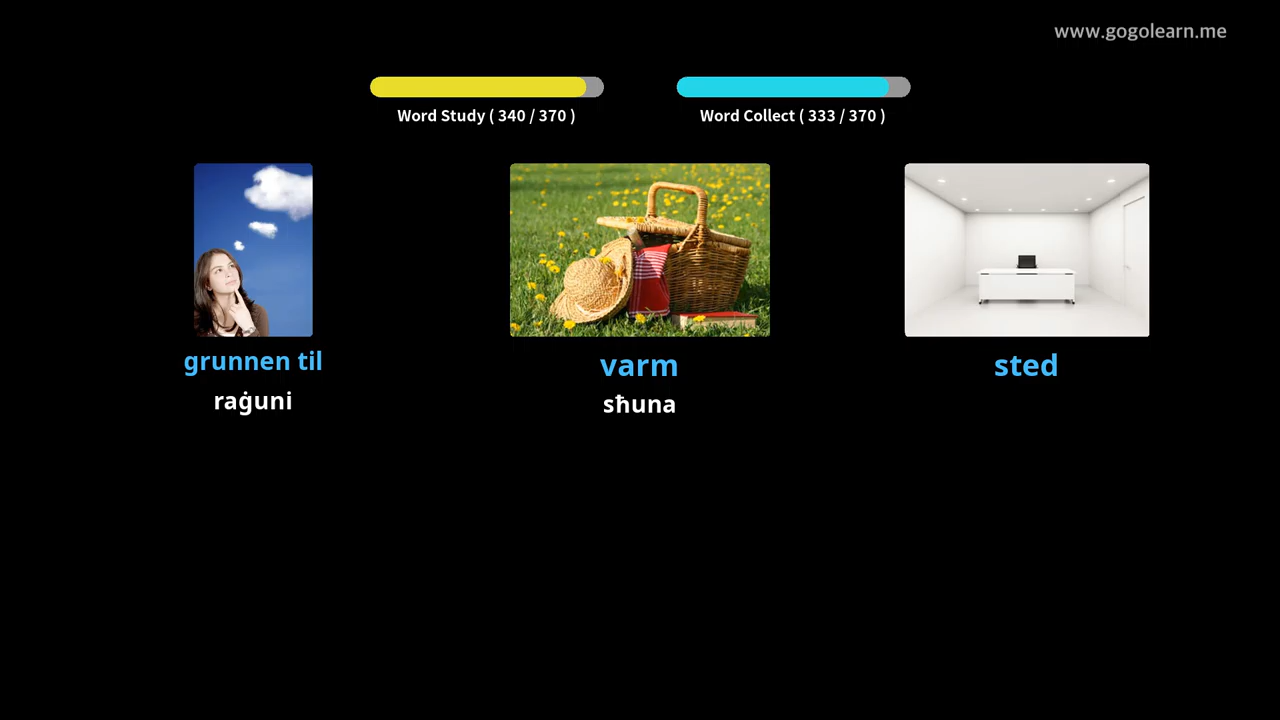 www.gogolearn.me
Word Study ( 340 / 370 )
Word Collect ( 333 / 370 )
grunnen til
raġuni
varm
sħuna
sted